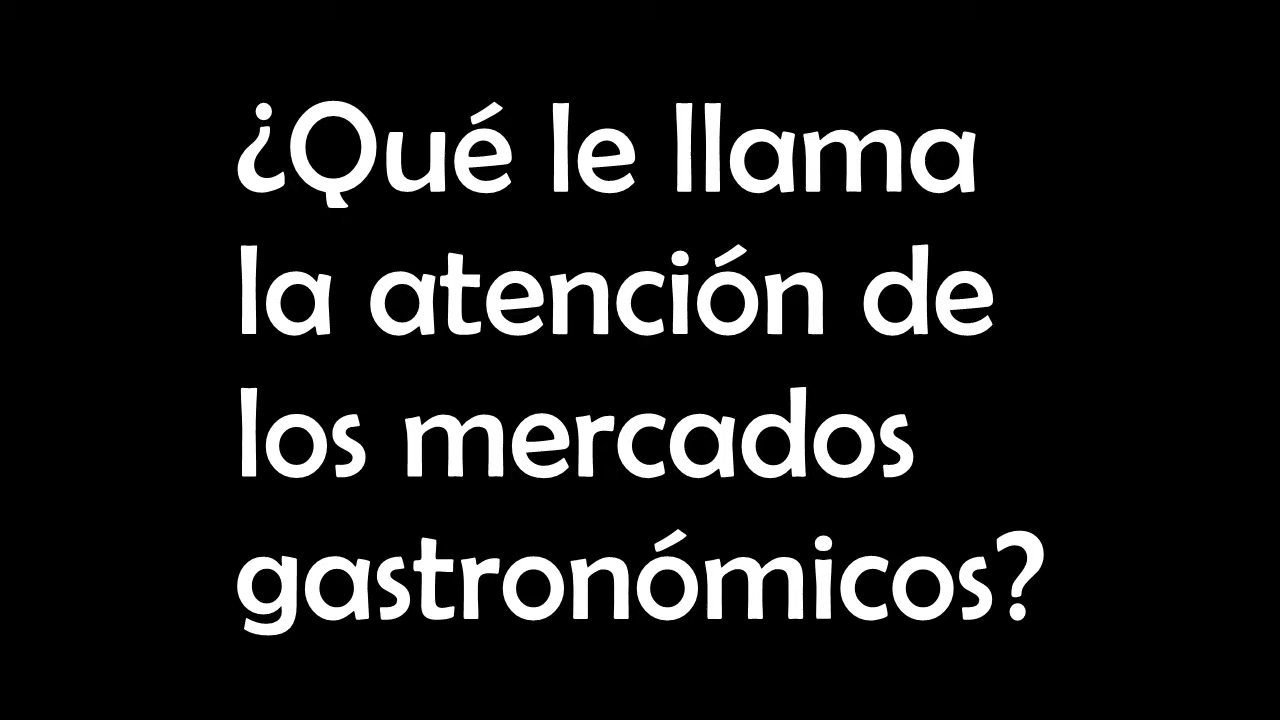 ¿Qué le llama
la atención de
los mercados
gastronómicos?